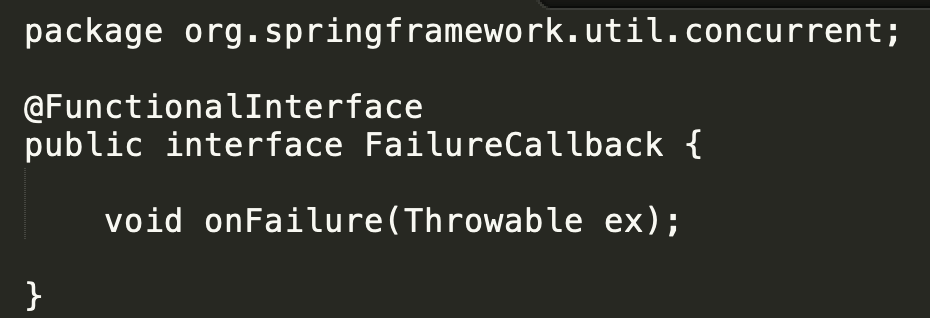 package org.springframework.util.concurrent;
@FunctionalInterface
public interface FailureCallback {
void onFailure(Throwable ex);
}